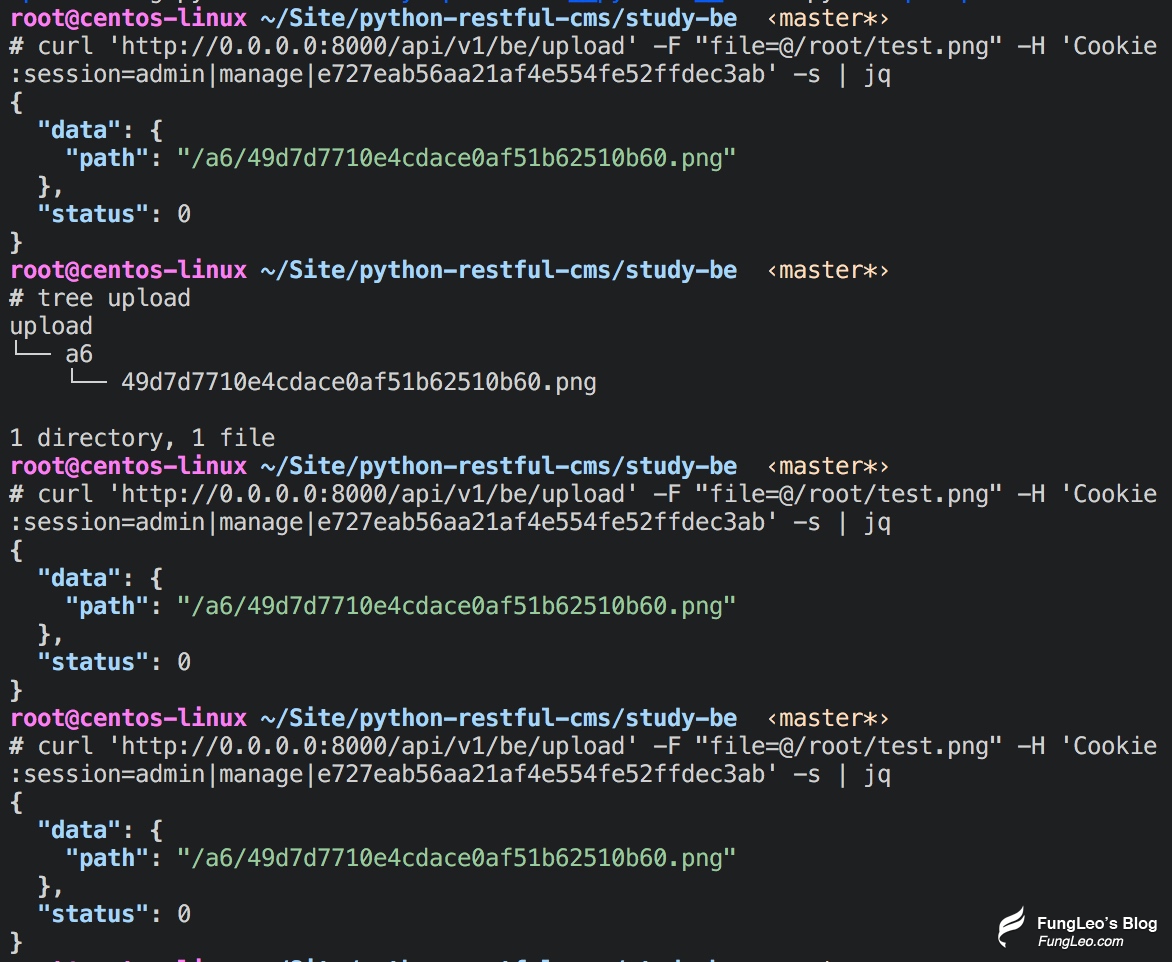 root@centos-linux ~/Site/python-restful-cms/study-be  ‹master*›
# curl 'http://0.0.0.0:8000/api/v1/be/upload' -F "file=@/root/test.png" -H 'Cookie
:session=admin|manage|e727eab56aa21af4e554fe52ffdec3ab' -s | jq
{
  "data": {
    "path": "/a6/49d7d7710e4cdace0af51b62510b60.png"
  },
  "status": 0
}
root@centos-linux ~/Site/python-restful-cms/study-be  ‹master*›
# tree upload
upload
└── a6
    └── 49d7d7710e4cdace0af51b62510b60.png

1 directory, 1 file
root@centos-linux ~/Site/python-restful-cms/study-be  ‹master*›
# curl 'http://0.0.0.0:8000/api/v1/be/upload' -F "file=@/root/test.png" -H 'Cookie
:session=admin|manage|e727eab56aa21af4e554fe52ffdec3ab' -s | jq
{
  "data": {
    "path": "/a6/49d7d7710e4cdace0af51b62510b60.png"
  },
  "status": 0
}
root@centos-linux ~/Site/python-restful-cms/study-be  ‹master*›
# curl 'http://0.0.0.0:8000/api/v1/be/upload' -F "file=@/root/test.png" -H 'Cookie
:session=admin|manage|e727eab56aa21af4e554fe52ffdec3ab' -s | jq
{
  "data": {
    "path": "/a6/49d7d7710e4cdace0af51b62510b60.png"
  },
  "status": 0
}
FungLeo's Blog
FungLeo.com